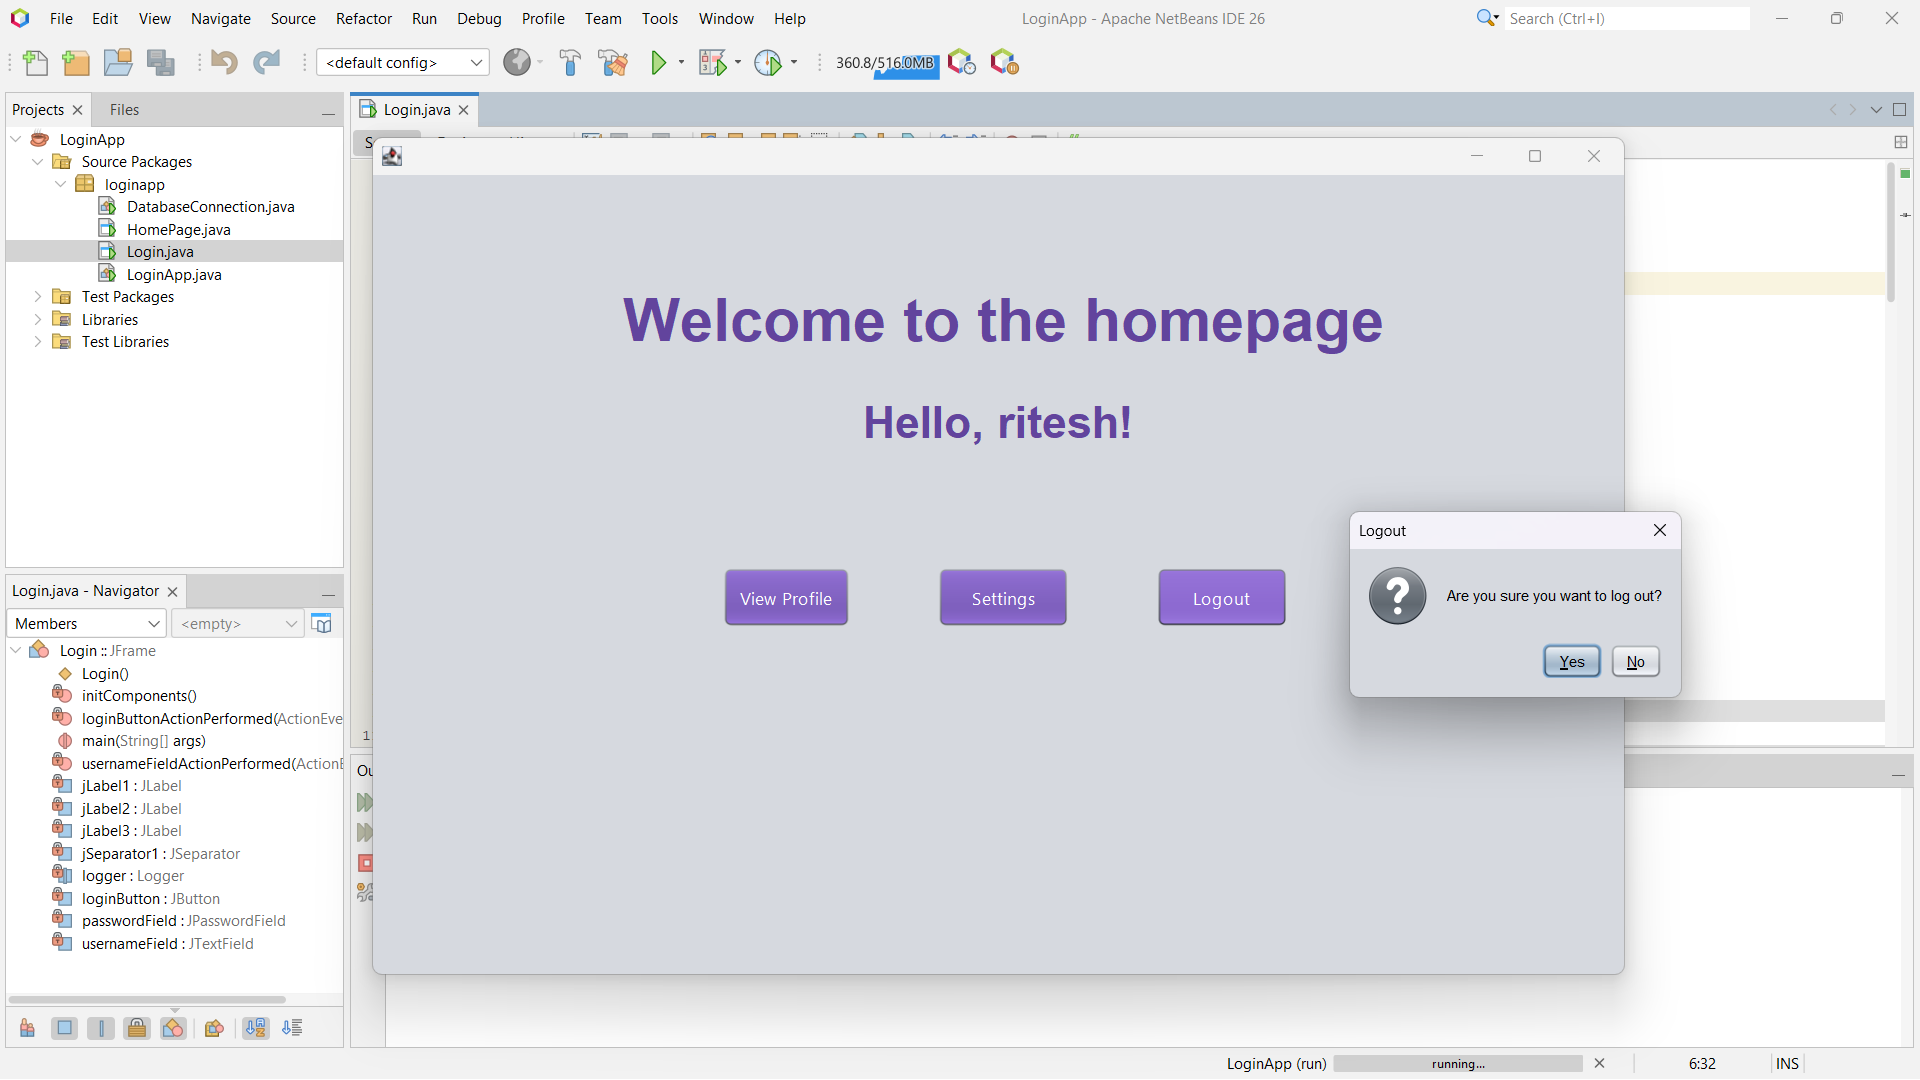 File Edit View Navigate Source Refactor Run Debug Profile Team Tools Window Help
LoginApp - Apache NetBeans IDE 26
Search (Ctrl+I)
<default config>
360.8/516.0MB
Projects
Files
LoginApp
Source Packages
loginapp
DatabaseConnection.java
HomePage.java
Login.java
LoginApp.java
Test Packages
Libraries
Test Libraries
Login.java
Welcome to the homepage
Hello, ritesh!
View Profile
Settings
Logout
Logout
Are you sure you want to log out?
Yes
No
Login.java - Navigator
Members
<empty>
Login :: JFrame
Login()
initComponents()
loginButtonActionPerformed(ActionEve
main(String[] args)
usernameFieldActionPerformed(ActionE
jLabel1 : JLabel
jLabel2 : JLabel
jLabel3 : JLabel
jSeparator1 : JSeparator
logger : Logger
loginButton : JButton
passwordField : JPasswordField
usernameField : JTextField
1
Ou
LoginApp (run)
running...
6:32
INS